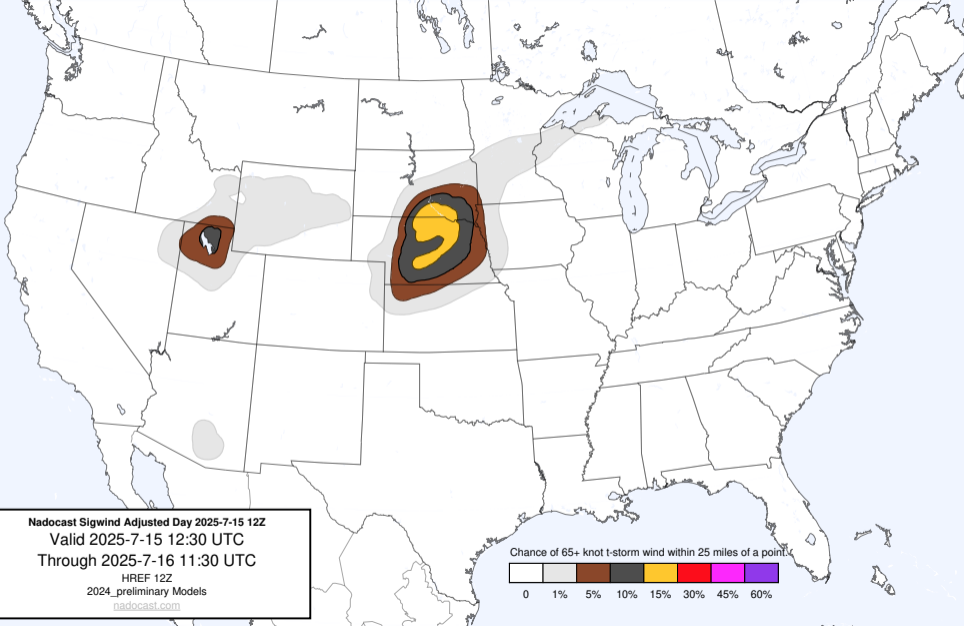 Nadocast Sigwind Adjusted Day 2025-7-15 12Z
Valid 2025-7-15 12:30 UTC
Through 2025-7-16 11:30 UTC
HREF 12Z
2024_preliminary Models
nadocast.com
Chance of 65+ knot t-storm wind within 25 miles of a point.
0 1% 5% 10% 15% 30% 45% 60%